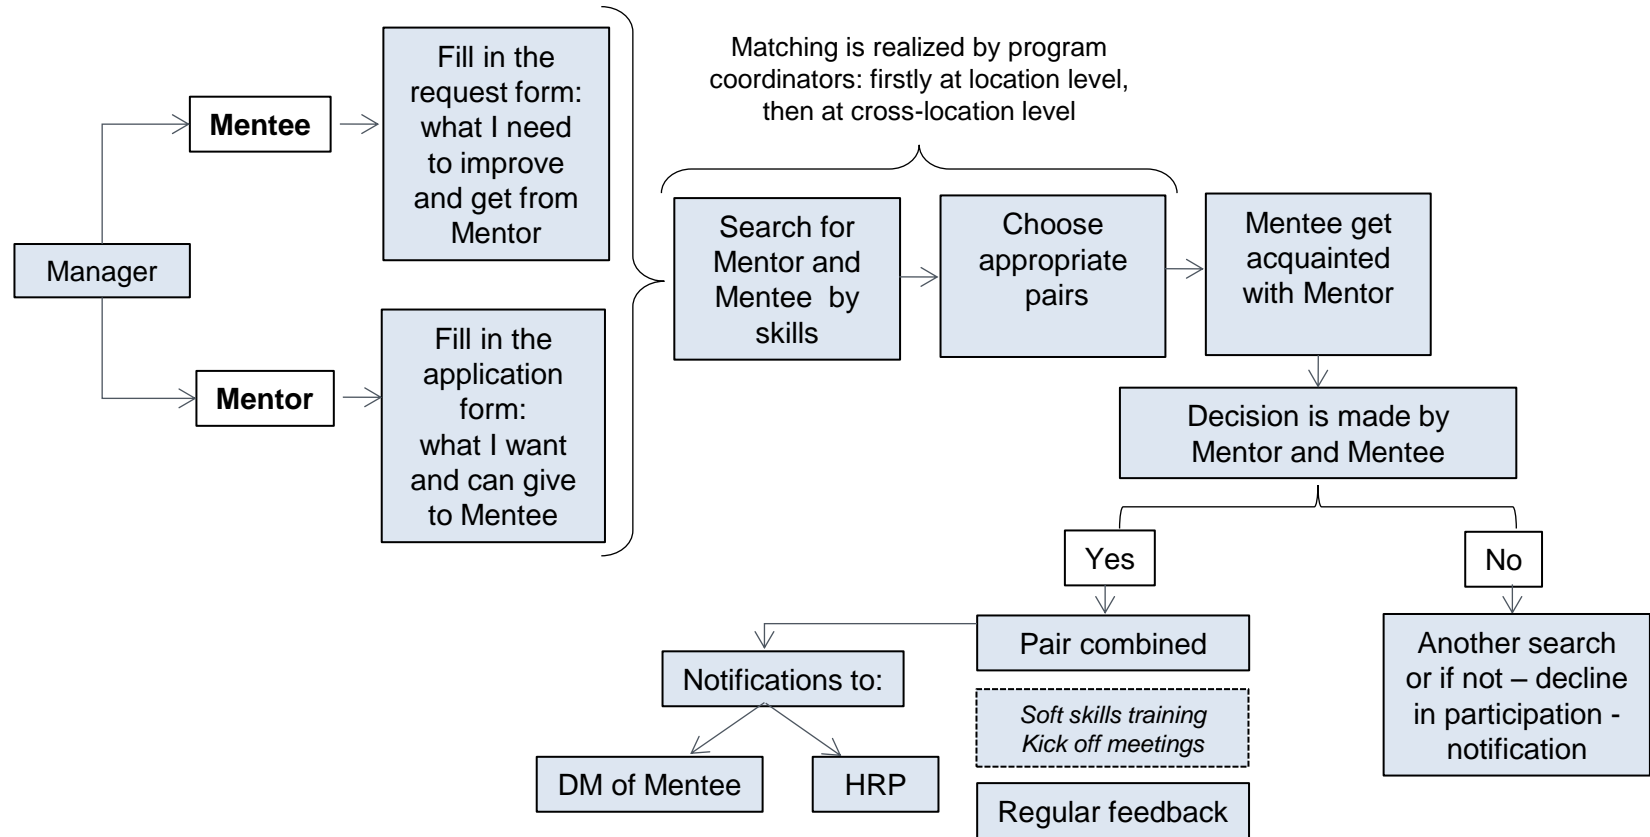 Manager
Mentee
Fill in the
request form:
what I need
to improve
and get from
Mentor
Mentor
Fill in the
application
form:
what I want
and can give
to Mentee
Matching is realized by program
coordinators: firstly at location level,
then at cross-location level
Search for
Mentor and
Mentee by
skills
Choose
appropriate
pairs
Mentee get
acquainted
with Mentor
Decision is made by
Mentor and Mentee
Yes
No
Pair combined
Notifications to:
DM of Mentee
HRP
Soft skills training
Kick off meetings
Regular feedback
Another search
or if not – decline
in participation -
notification